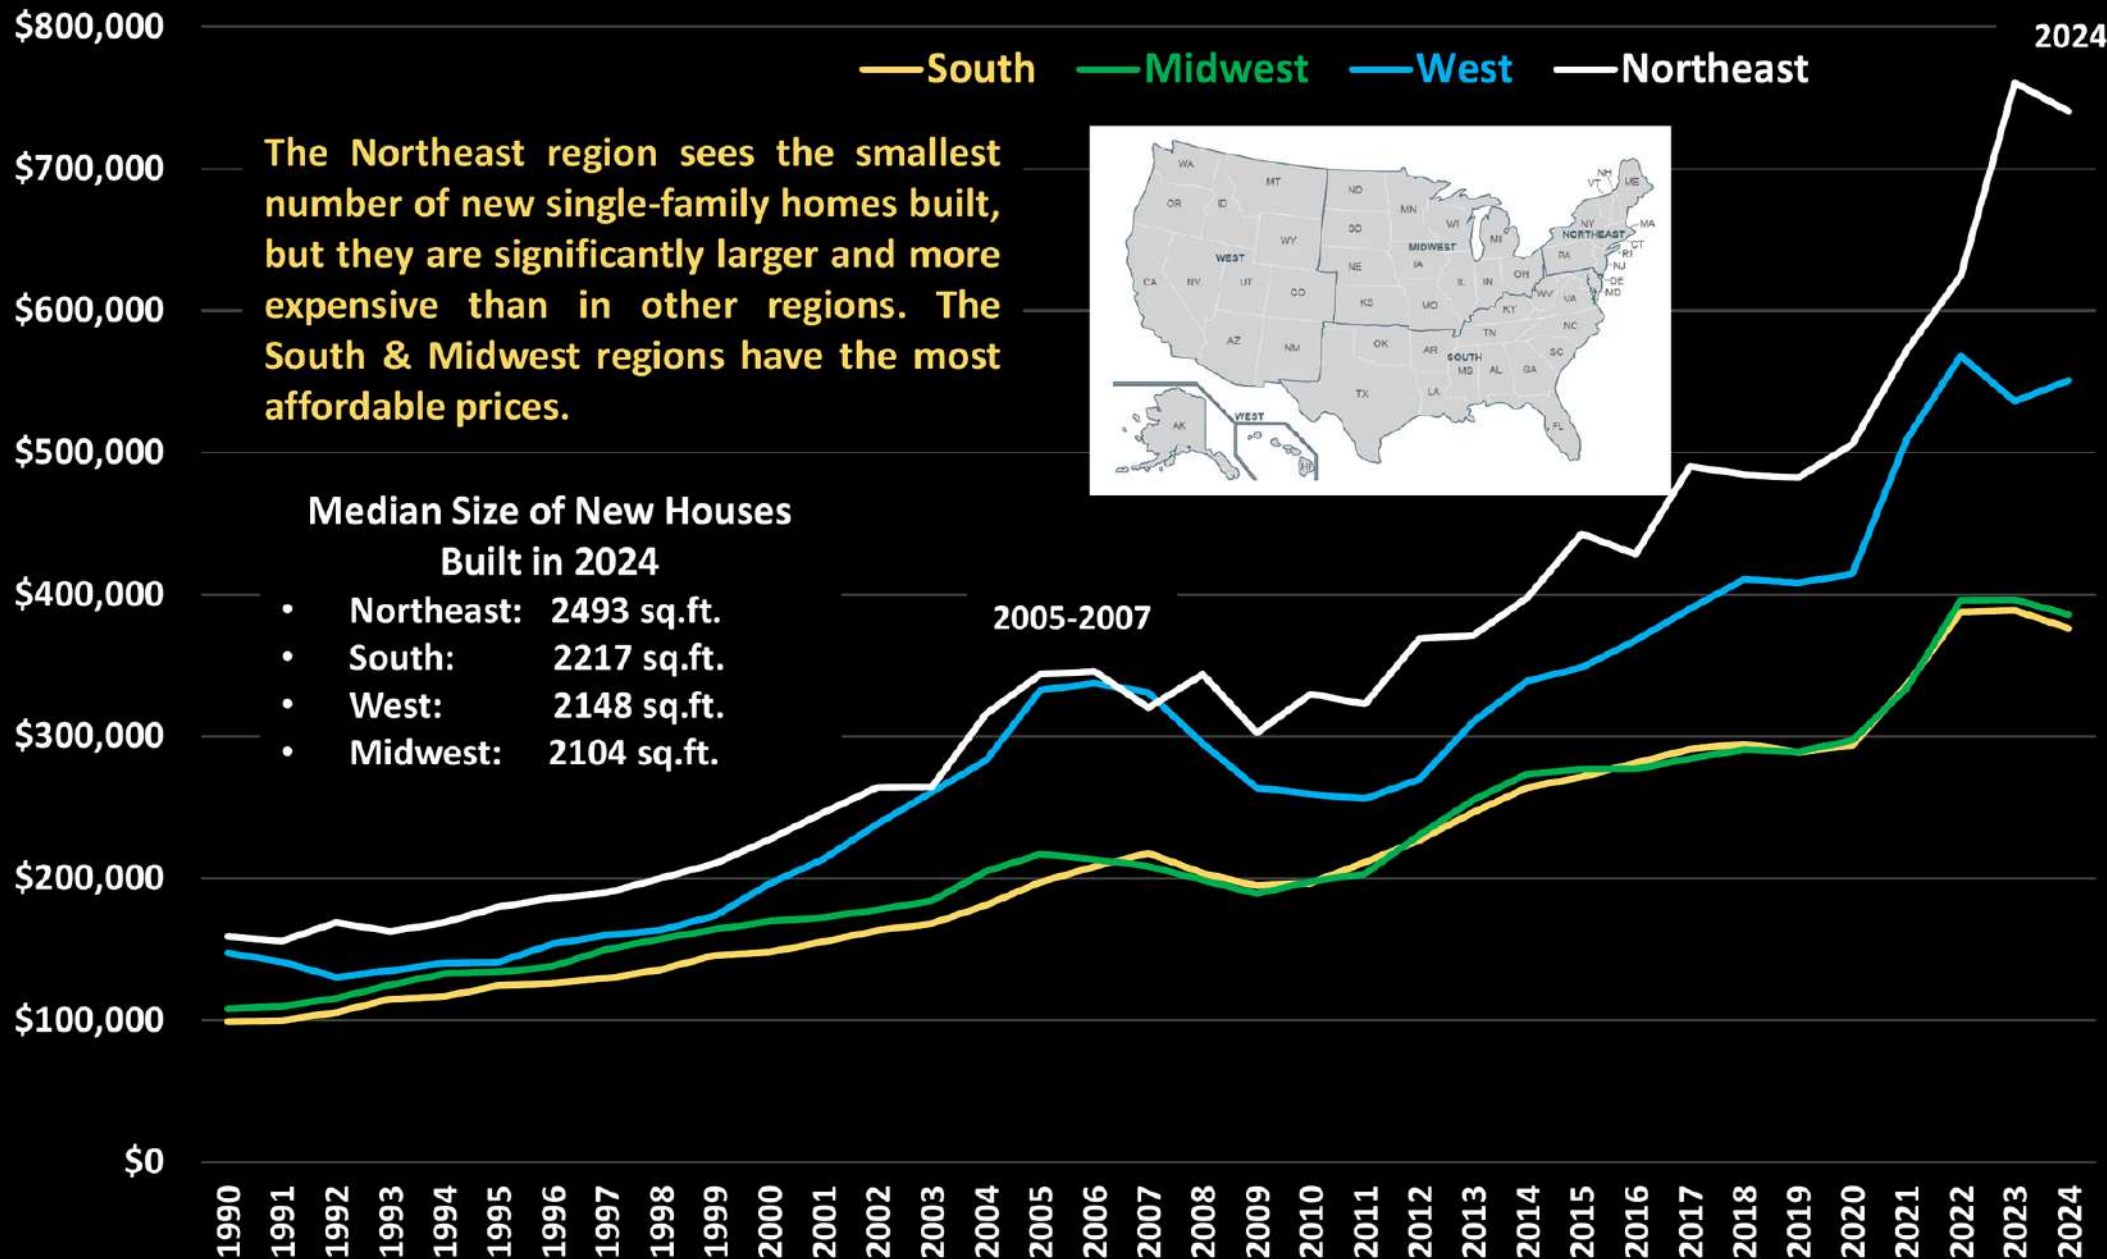 $800,000
2024
South Midwest West Northeast
The Northeast region sees the smallest
number of new single-family homes built,
but they are significantly larger and more
expensive than in other regions. The
South & Midwest regions have the most
affordable prices.
$700,000
$600,000
$500,000
$400,000
$300,000
$200,000
$100,000
$0
WA
MT
ND
MN
OR
ID
WY
SD
WI
MI
NH
VT
ME
NY
MA
NORTHEAST
CT
RI
PA
NJ
DE
MD
WEST
MIDWEST
NE
IA
CA
NV
UT
CO
IL
IN
OH
WV
VA
KS
MO
KY
NC
TN
AZ
NM
OK
AR
SOUTH
MS
AL
GA
SC
TX
LA
FL
WEST
AK
HI
Median Size of New Houses
Built in 2024
• Northeast: 2493 sq.ft.
• South: 2217 sq.ft.
• West: 2148 sq.ft.
• Midwest: 2104 sq.ft.
2005-2007
1990
1991
1992
1993
1994
1995
1996
1997
1998
1999
2000
2001
2002
2003
2004
2005
2006
2007
2008
2009
2010
2011
2012
2013
2014
2015
2016
2017
2018
2019
2020
2021
2022
2023
2024